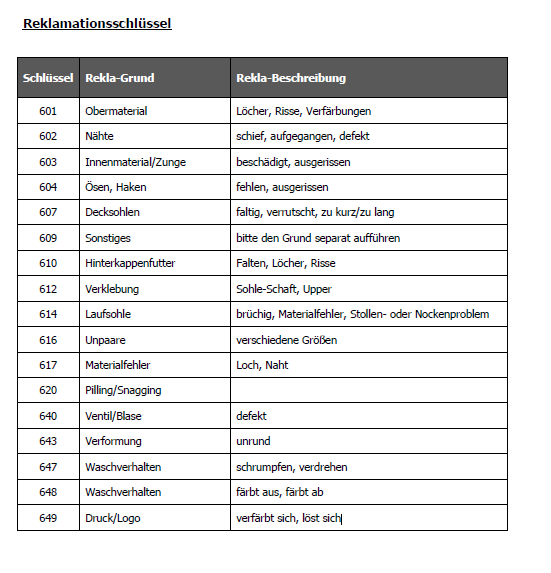 Reklamationsschlüssel
Schlüssel Rekla-Grund Rekla-Beschreibung
601 Obermaterial Löcher, Risse, Verfärbungen
602 Nähte schief, aufgegangen, defekt
603 Innenmaterial/Zunge beschädigt, ausgerissen
604 Ösen, Haken fehlen, ausgerissen
607 Decksohlen faltig, verrutscht, zu kurz/zu lang
609 Sonstiges bitte den Grund separat aufführen
610 Hinterkappenfutter Falten, Löcher, Risse
612 Verklebung Sohle-Schaft, Upper
614 Laufsohle brüchig, Materialfehler, Stollen- oder Nockenproblem
616 Unpaare verschiedene Größen
617 Materialfehler Loch, Naht
620 Pilling/Snagging
640 Ventil/Blase defekt
643 Verformung unrund
647 Waschverhalten schrumpfen, verdrehen
648 Waschverhalten färbt aus, färbt ab
649 Druck/Logo verfärbt sich, löst sich